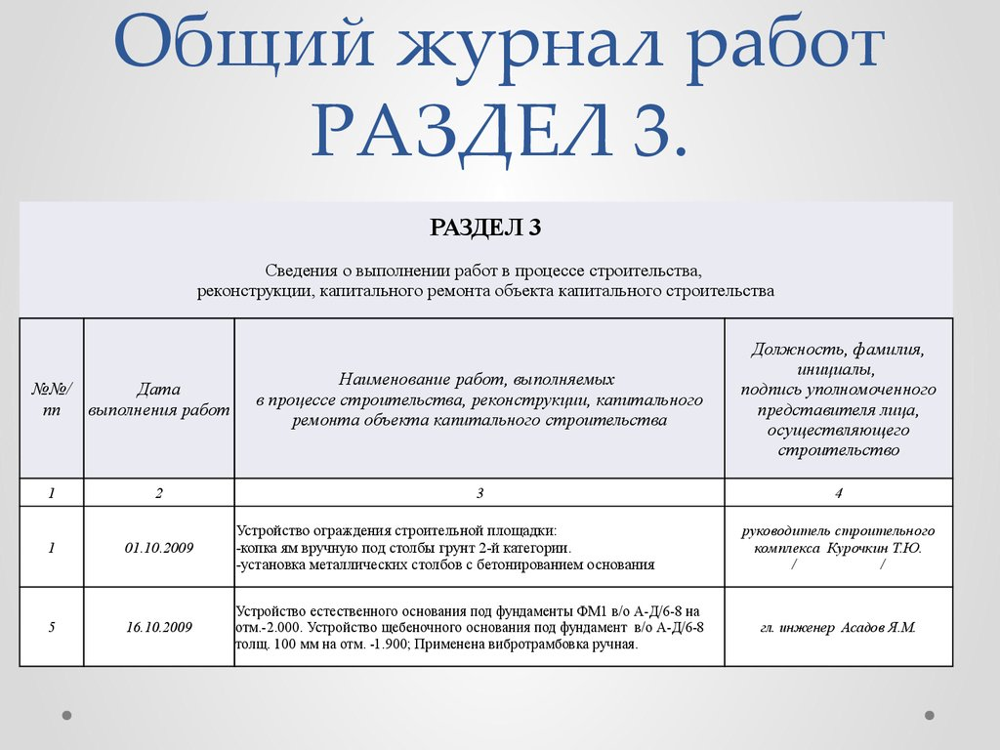 Общий журнал работ
РАЗДЕЛ 3.
РАЗДЕЛ 3
Сведения о выполнении работ в процессе строительства,
реконструкции, капитального ремонта объекта капитального строительства
№№/
пп
Дата
выполнения работ
Наименование работ, выполняемых
в процессе строительства, реконструкции, капитального
ремонта объекта капитального строительства
Должность, фамилия,
инициалы,
подпись уполномоченного
представителя лица,
осуществляющего
строительство
1
2
3
4
1
01.10.2009
Устройство ограждения строительной площадки:
-копка ям вручную под столбы грунт 2-й категории.
-установка металлических столбов с бетонированием основания
руководитель строительного
комплекса Курочкин Т.Ю.
/ /
5
16.10.2009
Устройство естественного основания под фундаменты ФМ1 в/о А-Д/6-8 на
отм.-2.000. Устройство щебеночного основания под фундамент в/о А-Д/6-8
толщ. 100 мм на отм. -1.900; Применена вибротрамбовка ручная.
гл. инженер Асадов Я.М.